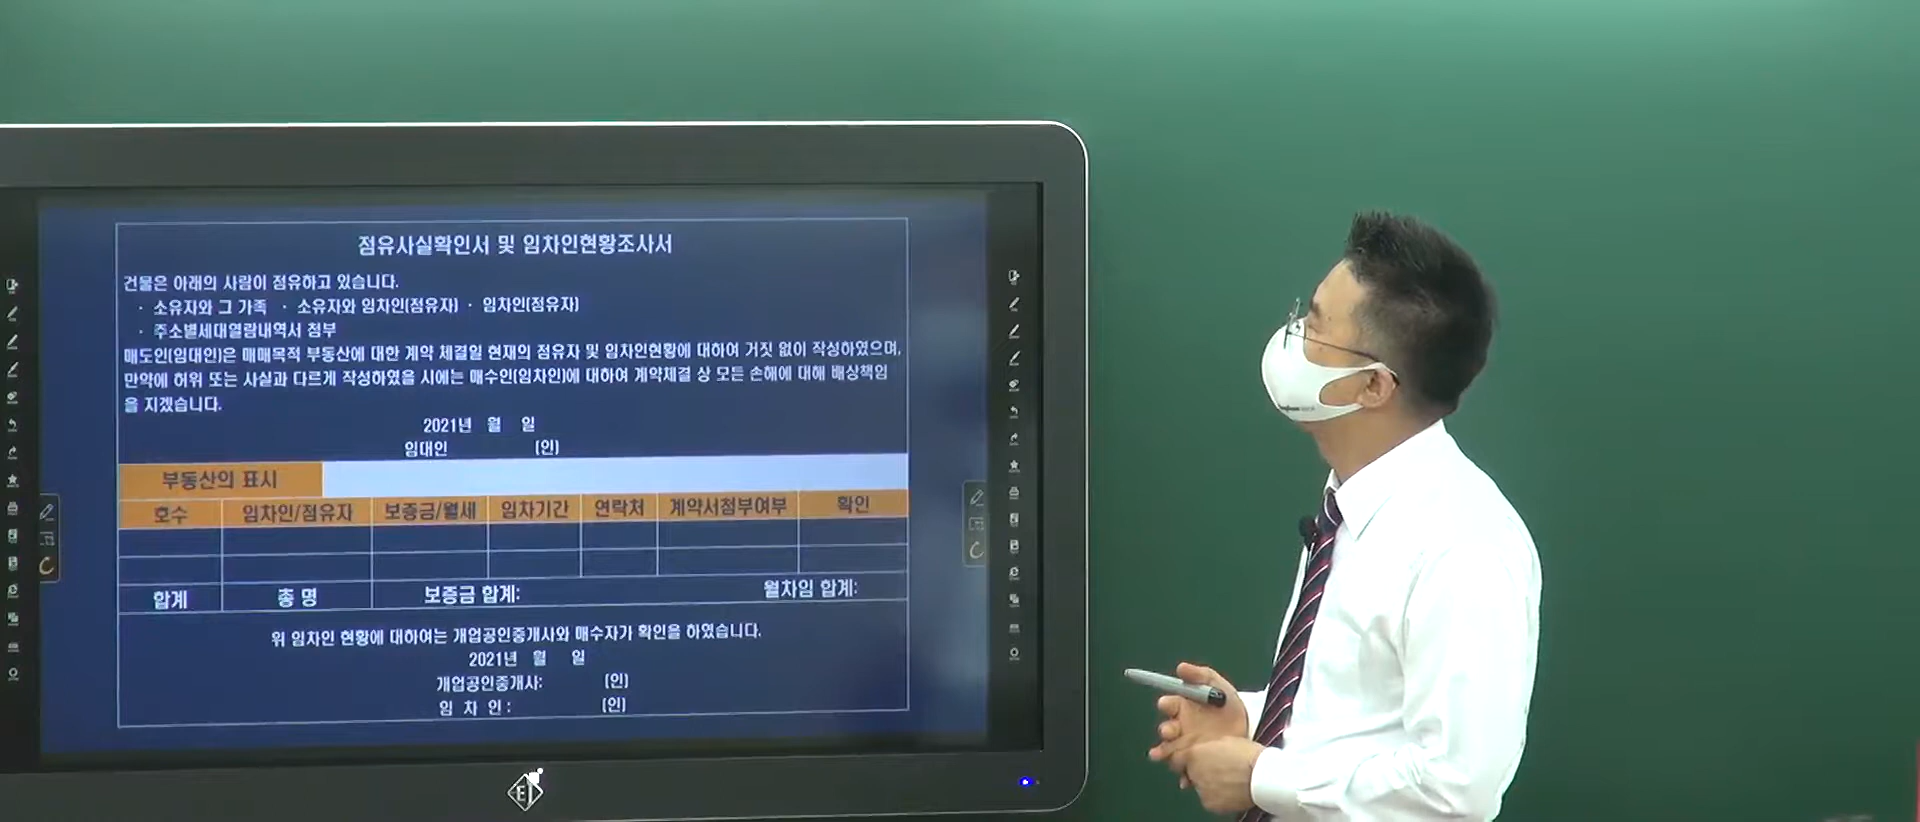 점유사실확인서 및 임차인현황조사서
건물은 아래의 사람이 점유하고 있습니다.
· 소유자와 그 가족 · 소유자와 임차인(점유자) · 임차인(점유자)
· 주소별세대열람내역서 첨부
매도인(임대인)은 매매목적 부동산에 대한 계약 체결일 현재의 점유자 및 임차인현황에 대하여 거짓 없이 작성하였으며,
만약에 허위 또는 사실과 다르게 작성하였을 시에는 매수인(임차인)에 대하여 계약체결 상 모든 손해에 대해 배상책임
을 지겠습니다.
2021년 월 일
임대인 (인)
부동산의 표시
호수 임차인/점유자 보증금/월세 임차기간 연락처 계약서첨부여부 확인
합계 총 명 보증금 합계: 월차임 합계:
위 임차인 현황에 대하여는 개업공인중개사와 매수자가 확인을 하였습니다.
2021년 월 일
개업공인중개사: (인)
임 차 인 : (인)